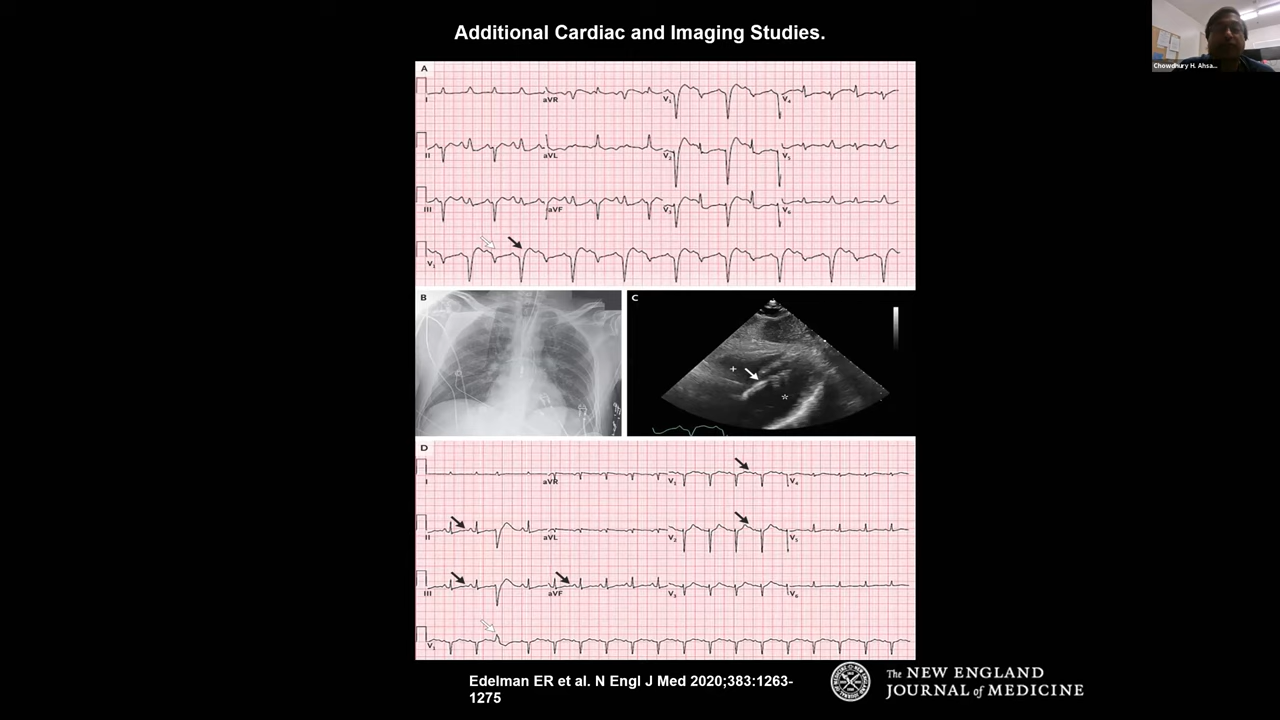 Additional Cardiac and Imaging Studies.
Chowdhury H. Ahsa...
A
I
aVR
V1
V4
II
aVL
V2
V5
III
aVF
V3
V6
V1
B
C
D
I
aVR
V1
V4
II
aVL
V2
V5
III
aVF
V3
V6
V1
Edelman ER et al. N Engl J Med 2020;383:1263-
1275
The NEW ENGLAND
JOURNAL of MEDICINE